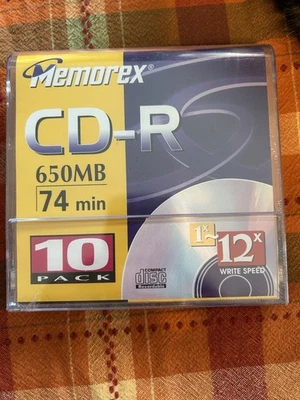 Memorex
CD-R
650MB
74 min
10
PACK
1x~12x
WRITE SPEED
COMPACT
disc
Recordable